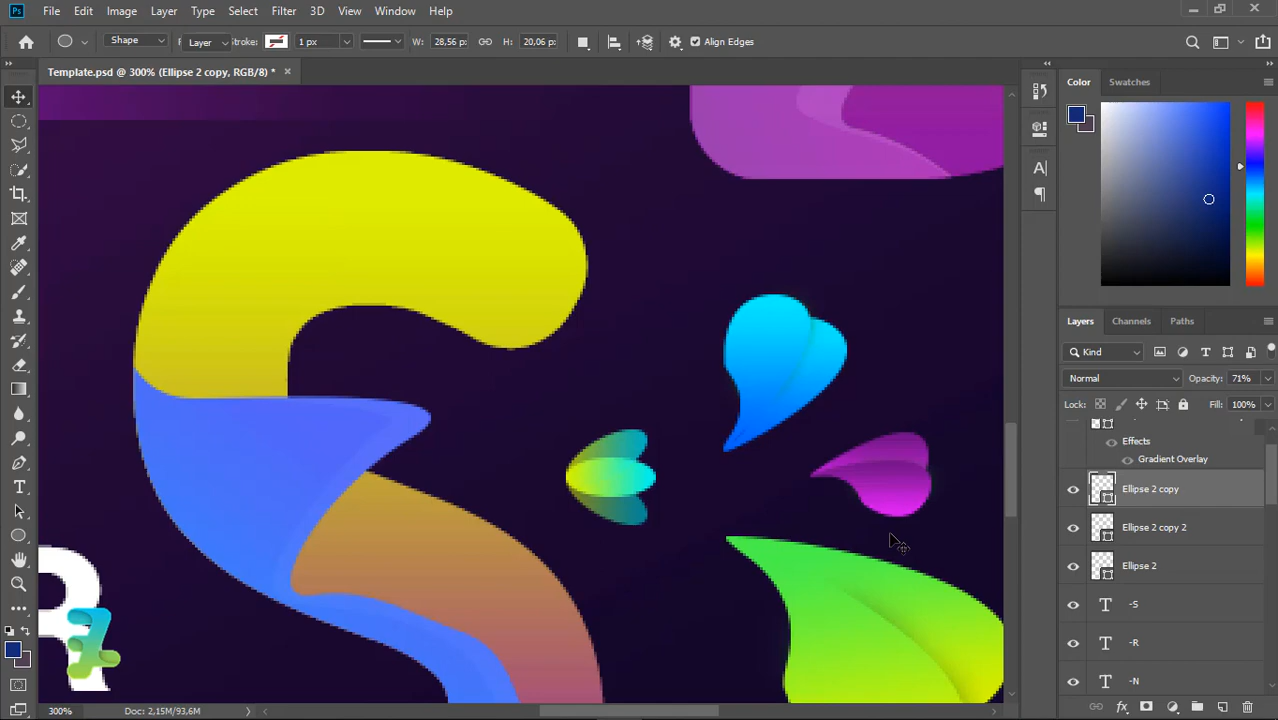 Ps File Edit Image Layer Type Select Filter 3D View Window Help
Shape Layer Stroke: 1 px W: 28,56 px H: 20,06 px Align Edges
Template.psd @ 300% (Ellipse 2 copy, RGB/8) *
Color Swatches
Layers Channels Paths
Kind
Normal Opacity: 71%
Lock: Fill: 100%
Effects
Gradient Overlay
Ellipse 2 copy
Ellipse 2 copy 2
Ellipse 2
-S
-R
-N
300% Doc: 2,15M/93,6M